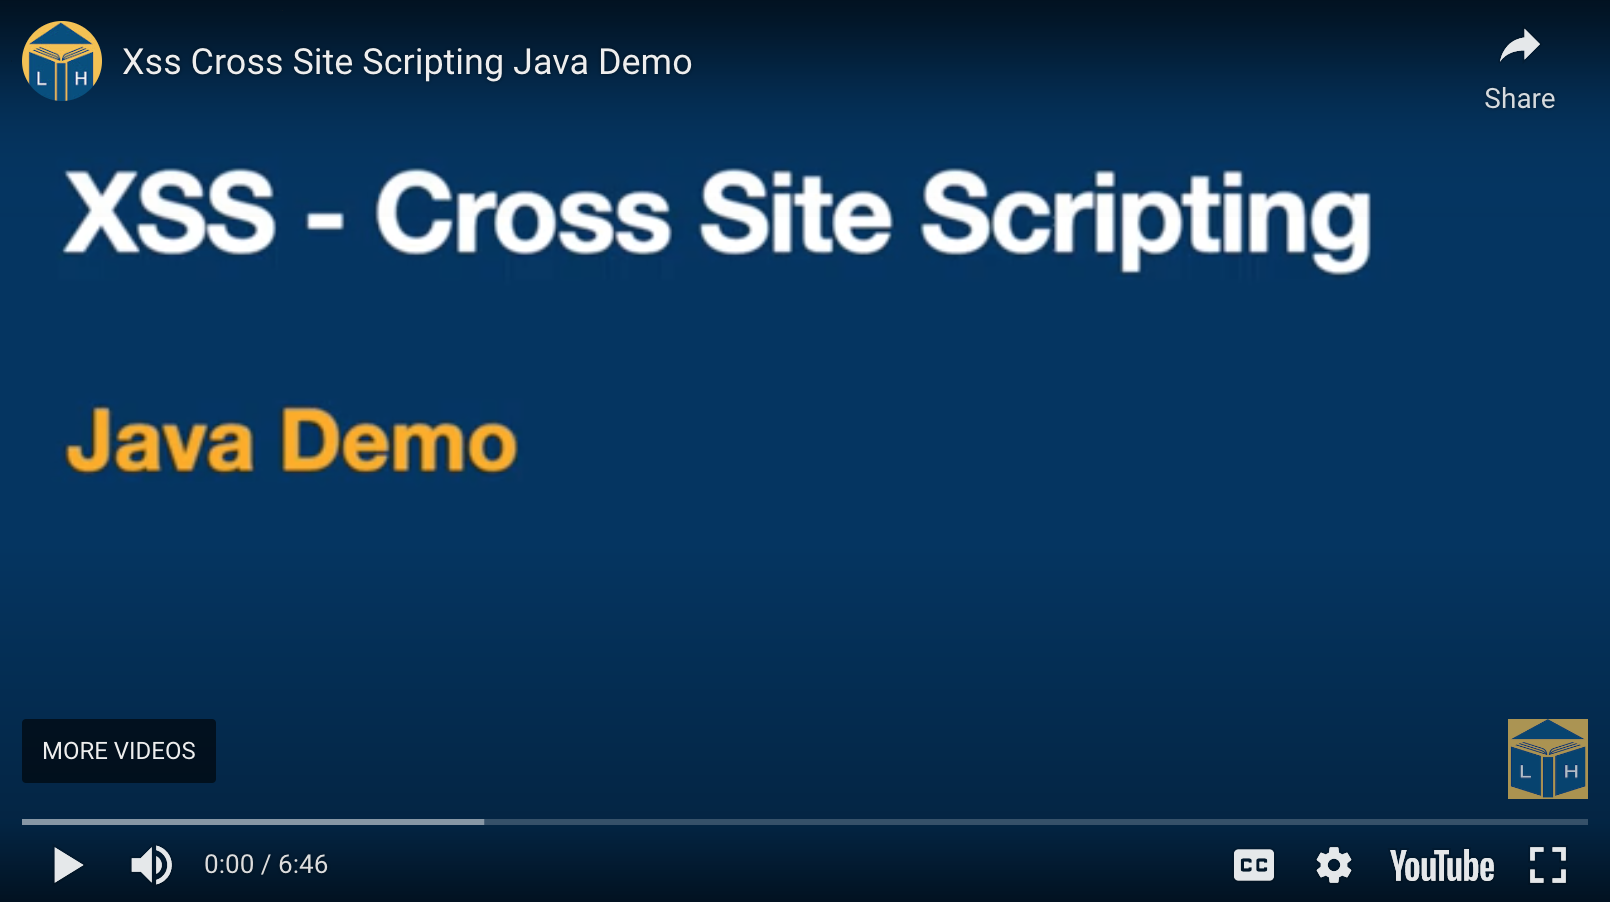 L H
Xss Cross Site Scripting Java Demo
Share
XSS - Cross Site Scripting
Java Demo
MORE VIDEOS
L H
0:00 / 6:46
CC
YouTube